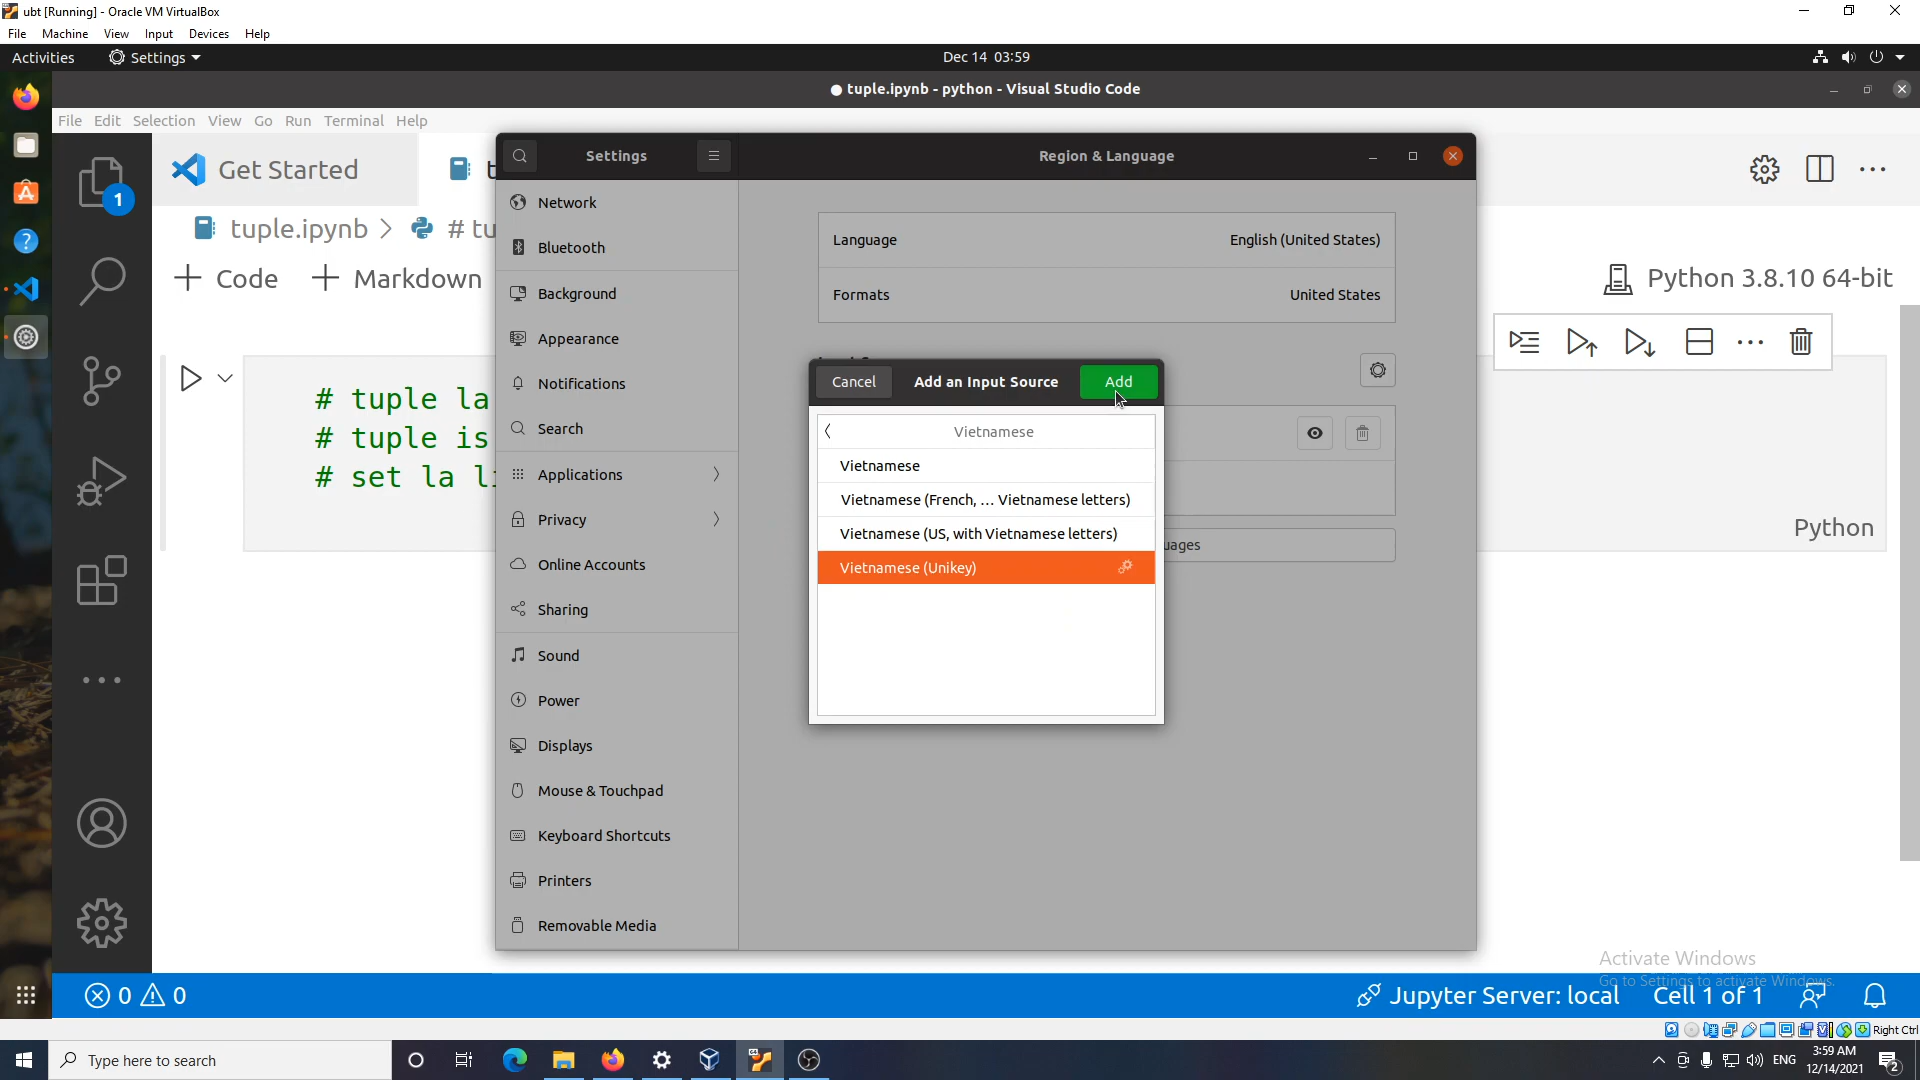 ubt [Running] - Oracle VM VirtualBox
File Machine View Input Devices Help
Activities Settings Dec 14 03:59
● tuple.ipynb - python - Visual Studio Code
File Edit Selection View Go Run Terminal Help
1
Get Started
tuple.ipynb > # tu
+ Code + Markdown
Python 3.8.10 64-bit
# tuple la
# tuple is
# set la li
Python
Settings
Region & Language
Network
Bluetooth
Background
Appearance
Notifications
Search
Applications
Privacy
Online Accounts
Sharing
Sound
Power
Displays
Mouse & Touchpad
Keyboard Shortcuts
Printers
Removable Media
Language English (United States)
Formats United States
uages
Cancel Add an Input Source Add
Vietnamese
Vietnamese
Vietnamese (French, … Vietnamese letters)
Vietnamese (US, with Vietnamese letters)
Vietnamese (Unikey)
Activate Windows
Go to Settings to activate Windows.
0 0
Jupyter Server: local Cell 1 of 1
Right Ctrl
Type here to search
ENG
3:59 AM
12/14/2021
2